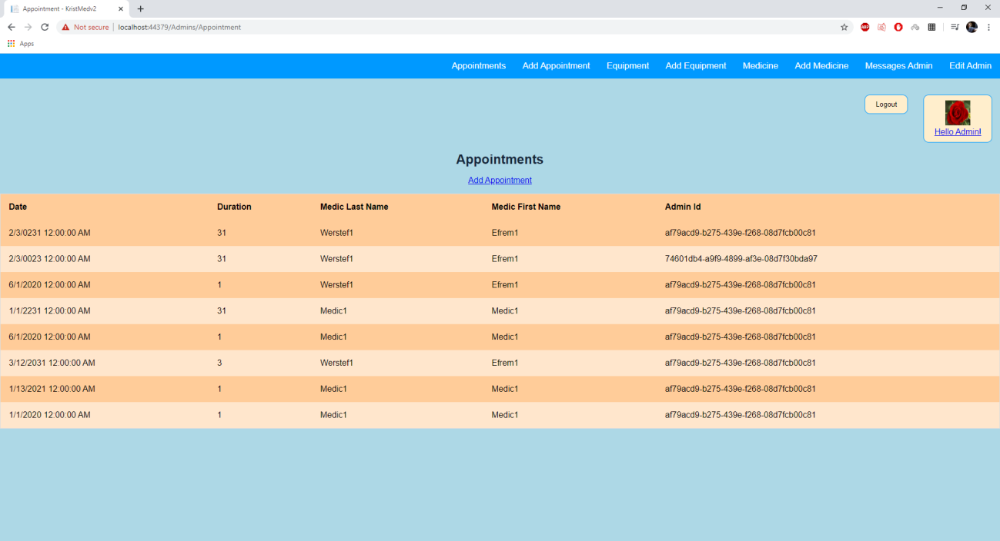 Appointment - KristMedv2
Not secure localhost:44379/Admins/Appointment
ABP
Apps
Appointments Add Appointment Equipment Add Equipment Medicine Add Medicine Messages Admin Edit Admin
Logout
Hello Admin!
Appointments
Add Appointment
Date Duration Medic Last Name Medic First Name Admin Id
2/3/0231 12:00:00 AM 31 Werstef1 Efrem1 af79acd9-b275-439e-f268-08d7fcb00c81
2/3/0023 12:00:00 AM 31 Werstef1 Efrem1 74601db4-a9f9-4899-af3e-08d7f30bda97
6/1/2020 12:00:00 AM 1 Werstef1 Efrem1 af79acd9-b275-439e-f268-08d7fcb00c81
1/1/2231 12:00:00 AM 31 Medic1 Medic1 af79acd9-b275-439e-f268-08d7fcb00c81
6/1/2020 12:00:00 AM 1 Medic1 Medic1 af79acd9-b275-439e-f268-08d7fcb00c81
3/12/2031 12:00:00 AM 3 Werstef1 Efrem1 af79acd9-b275-439e-f268-08d7fcb00c81
1/13/2021 12:00:00 AM 1 Medic1 Medic1 af79acd9-b275-439e-f268-08d7fcb00c81
1/1/2020 12:00:00 AM 1 Medic1 Medic1 af79acd9-b275-439e-f268-08d7fcb00c81